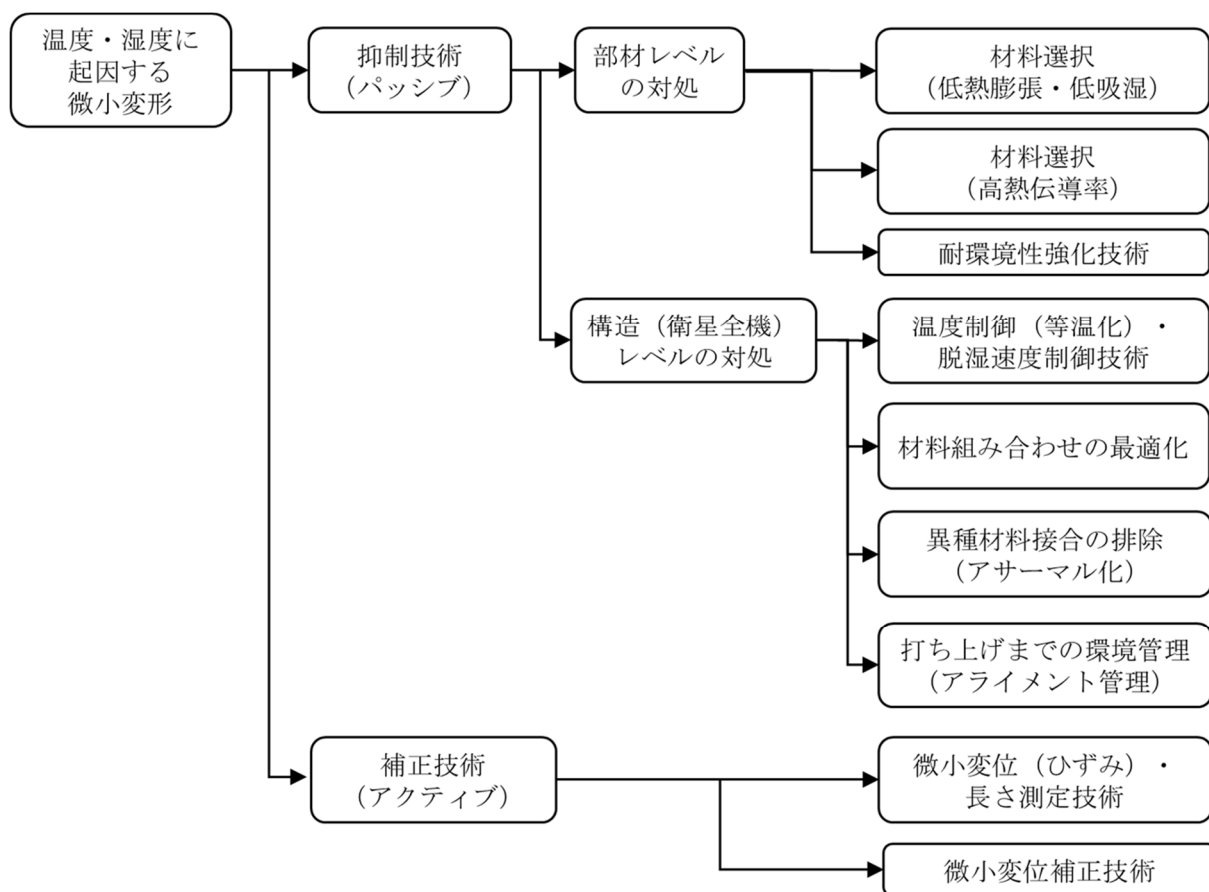 温度・湿度に
起因する
微小変形
抑制技術
（パッシブ）
部材レベル
の対処
材料選択
（低熱膨張・低吸湿）
材料選択
（高熱伝導率）
耐環境性強化技術
構造（衛星全機）
レベルの対処
温度制御（等温化）・
脱湿速度制御技術
材料組み合わせの最適化
異種材料接合の排除
（アサーマル化）
打ち上げまでの環境管理
（アライメント管理）
補正技術
（アクティブ）
微小変位（ひずみ）・
長さ測定技術
微小変位補正技術